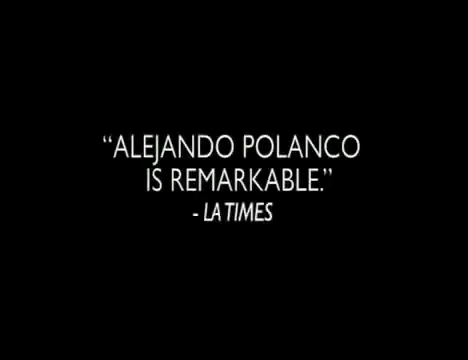 “ALEJANDO POLANCO
IS REMARKABLE.”
- LA TIMES